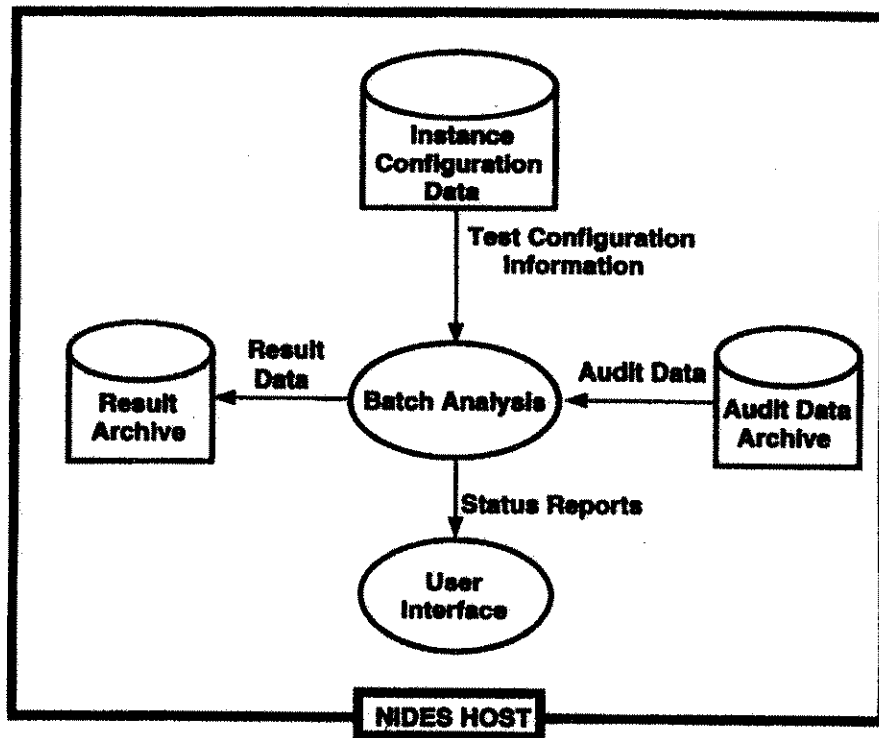 Instance
Configuration
Data
Test Configuration
Information
Result
Data
Audit Data
Result
Archive
Batch Analysis
Audit Data
Archive
Status Reports
User
Interface
NIDES HOST